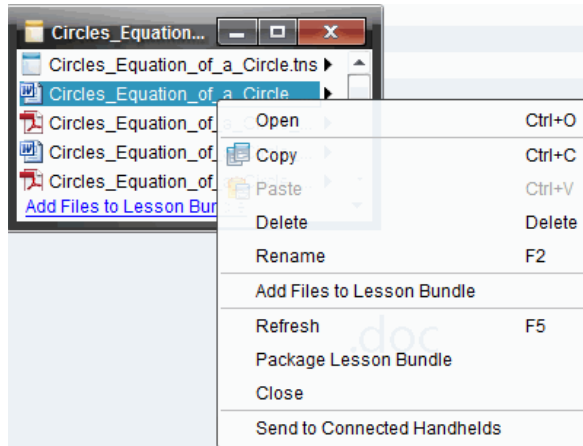 Circles_Equation...
Circles_Equation_of_a_Circle.tns
Circles_Equation_of_a_Circle
Circles_Equation_of_
Circles_Equation_of_
Circles_Equation_of_
Add Files to Lesson Bun
Open Ctrl+O
Copy Ctrl+C
Paste Ctrl+V
Delete Delete
Rename F2
Add Files to Lesson Bundle
Refresh F5
.doc
Package Lesson Bundle
Close
Send to Connected Handhelds